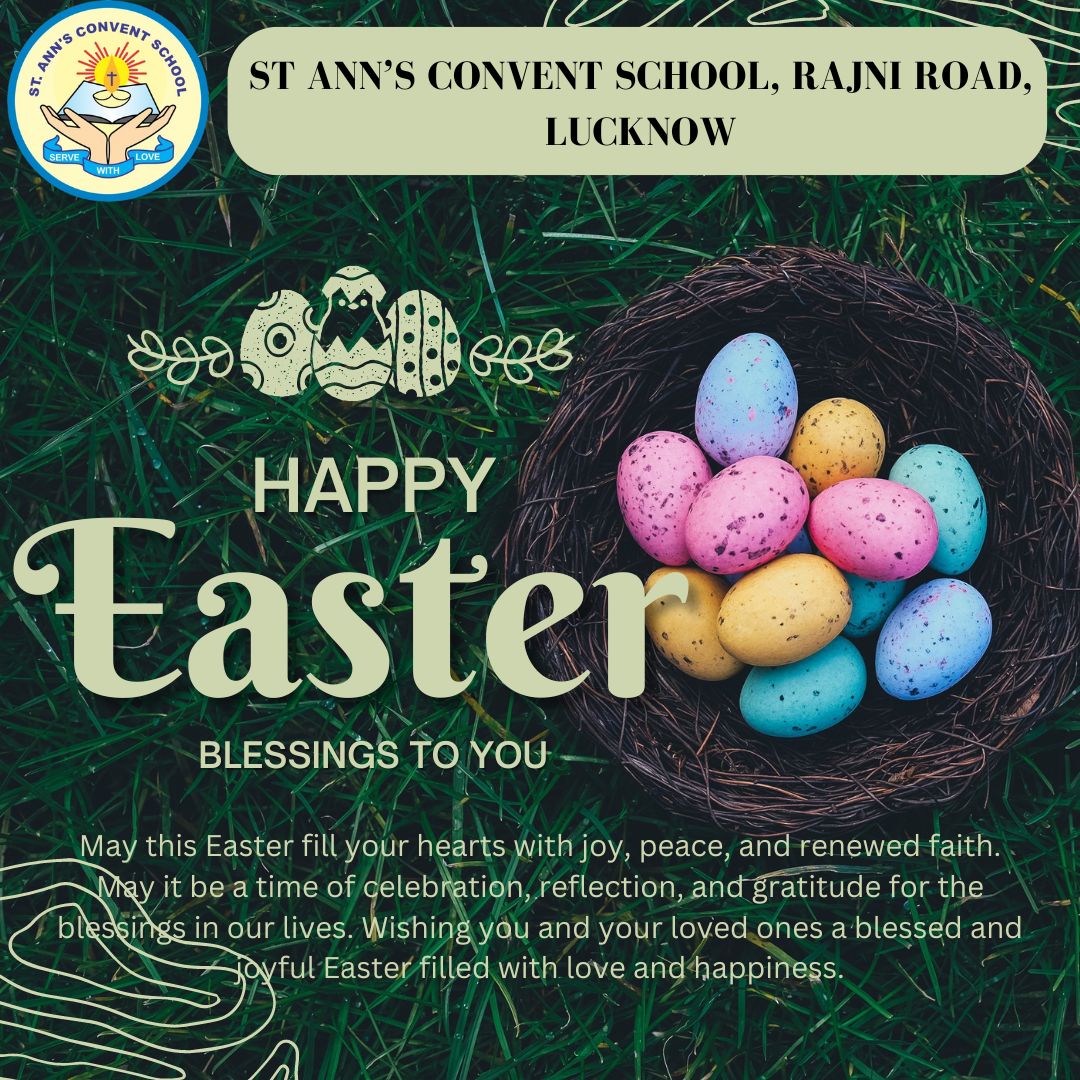 ST. ANN'S CONVENT SCHOOL
SERVE WITH LOVE
ST ANN'S CONVENT SCHOOL, RAJNI ROAD,
LUCKNOW
HAPPY
Easter
BLESSINGS TO YOU
May this Easter fill your hearts with joy, peace, and renewed faith.
May it be a time of celebration, reflection, and gratitude for the
blessings in our lives. Wishing you and your loved ones a blessed and
joyful Easter filled with love and happiness.